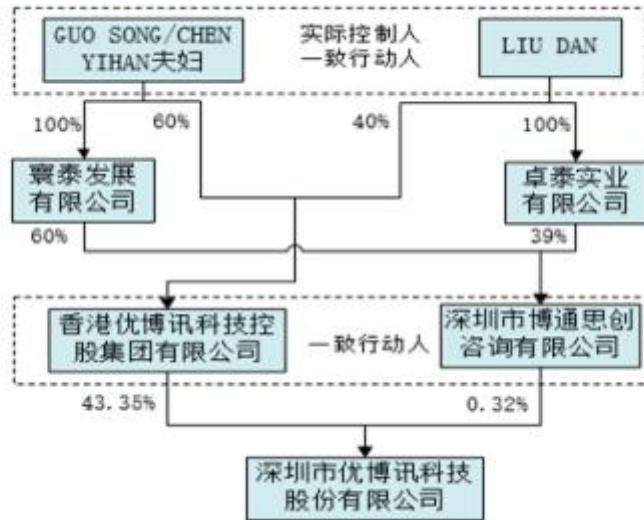 GUO SONG/CHEN
YIHAN夫妇
实际控制人
一致行动人
LIU DAN
100%
60%
40%
100%
寰泰发展
有限公司
卓泰实业
有限公司
60%
39%
香港优博讯科技控
股集团有限公司
一致行动人
深圳市博通思创
咨询有限公司
43.35%
0.32%
深圳市优博讯科技
股份有限公司